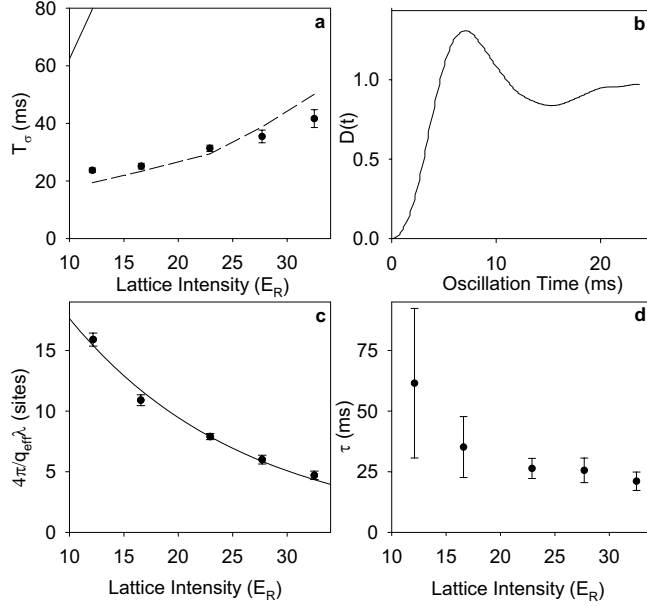 a
80
60
40
20
0
T_σ (ms)
10 15 20 25 30
Lattice Intensity (E_R)
b
1.0
0.5
0.0
D(t)
0 10 20
Oscillation Time (ms)
c
15
10
5
0
4π/q_effλ (sites)
10 15 20 25 30
Lattice Intensity (E_R)
d
75
50
25
0
τ (ms)
10 15 20 25 30
Lattice Intensity (E_R)